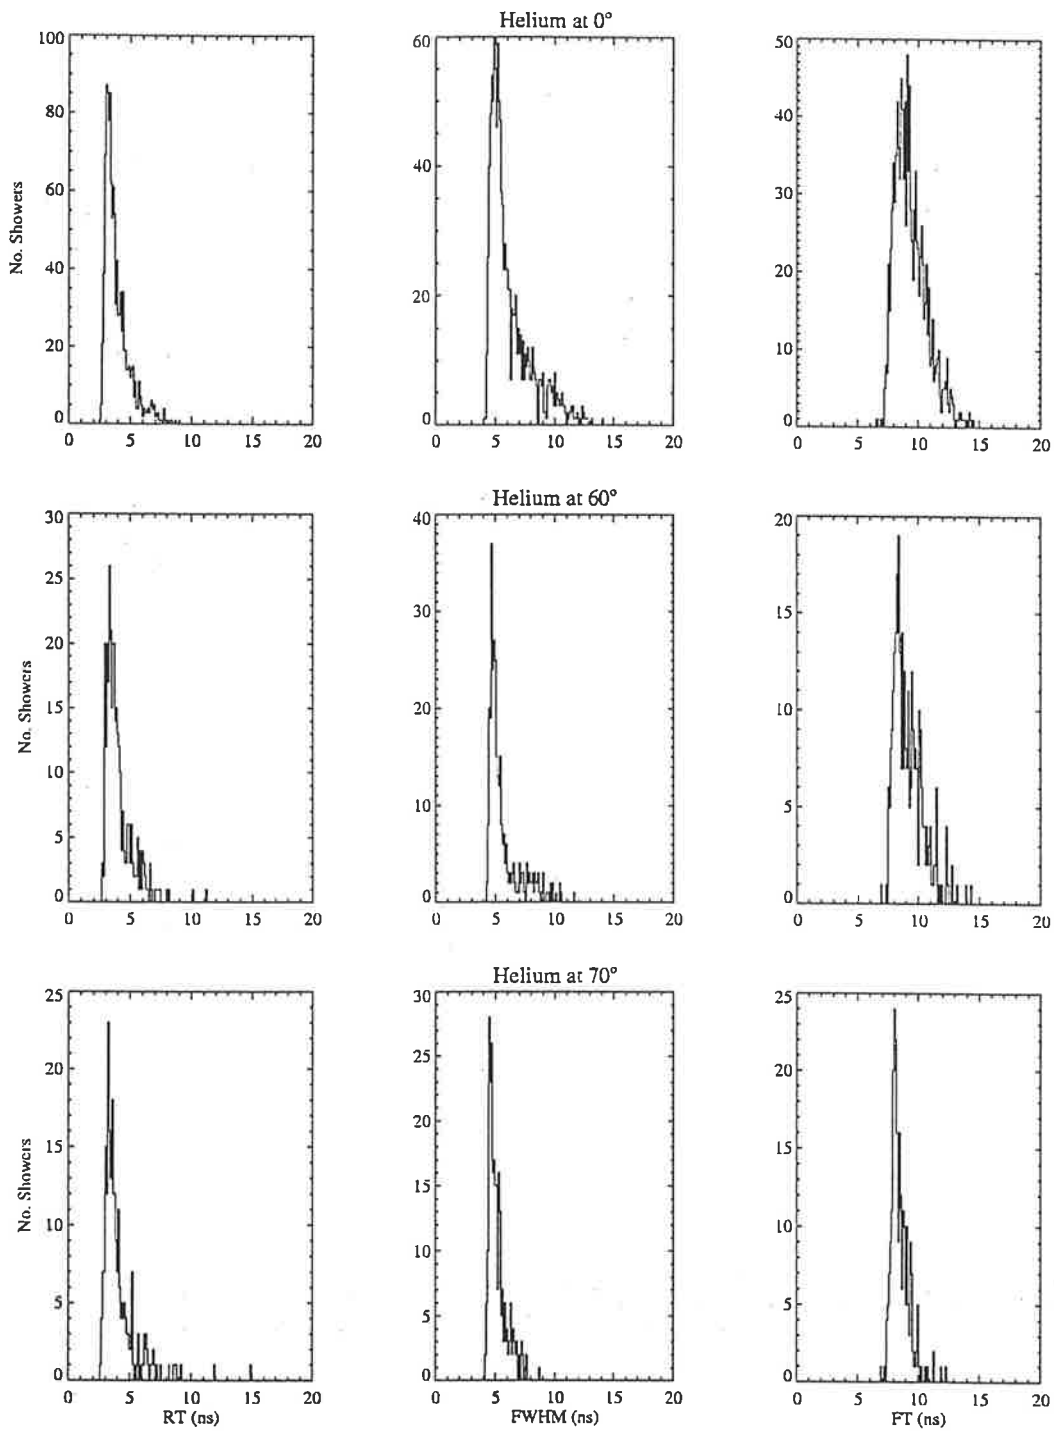 Helium at 0°
100 80 60 40 20 0
No. Showers
0 5 10 15 20
60 40 20 0
0 5 10 15 20
50 40 30 20 10 0
0 5 10 15 20
Helium at 60°
30 25 20 15 10 5 0
No. Showers
0 5 10 15 20
40 30 20 10 0
0 5 10 15 20
20 15 10 5 0
0 5 10 15 20
Helium at 70°
25 20 15 10 5 0
No. Showers
0 5 10 15 20
RT (ns)
30 25 20 15 10 5 0
0 5 10 15 20
FWHM (ns)
25 20 15 10 5 0
0 5 10 15 20
FT (ns)